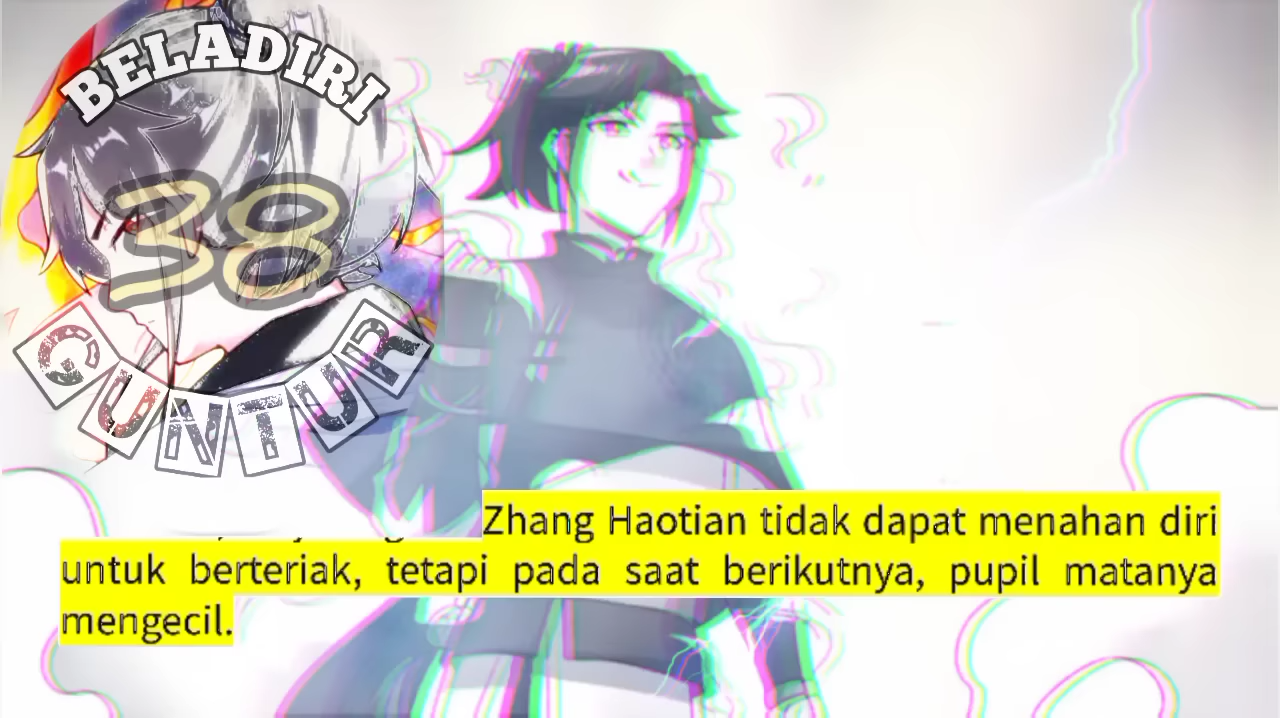 BELADIRI
38
GUNTUR
Zhang Haotian tidak dapat menahan diri
untuk berteriak, tetapi pada saat berikutnya, pupil matanya
mengecil.